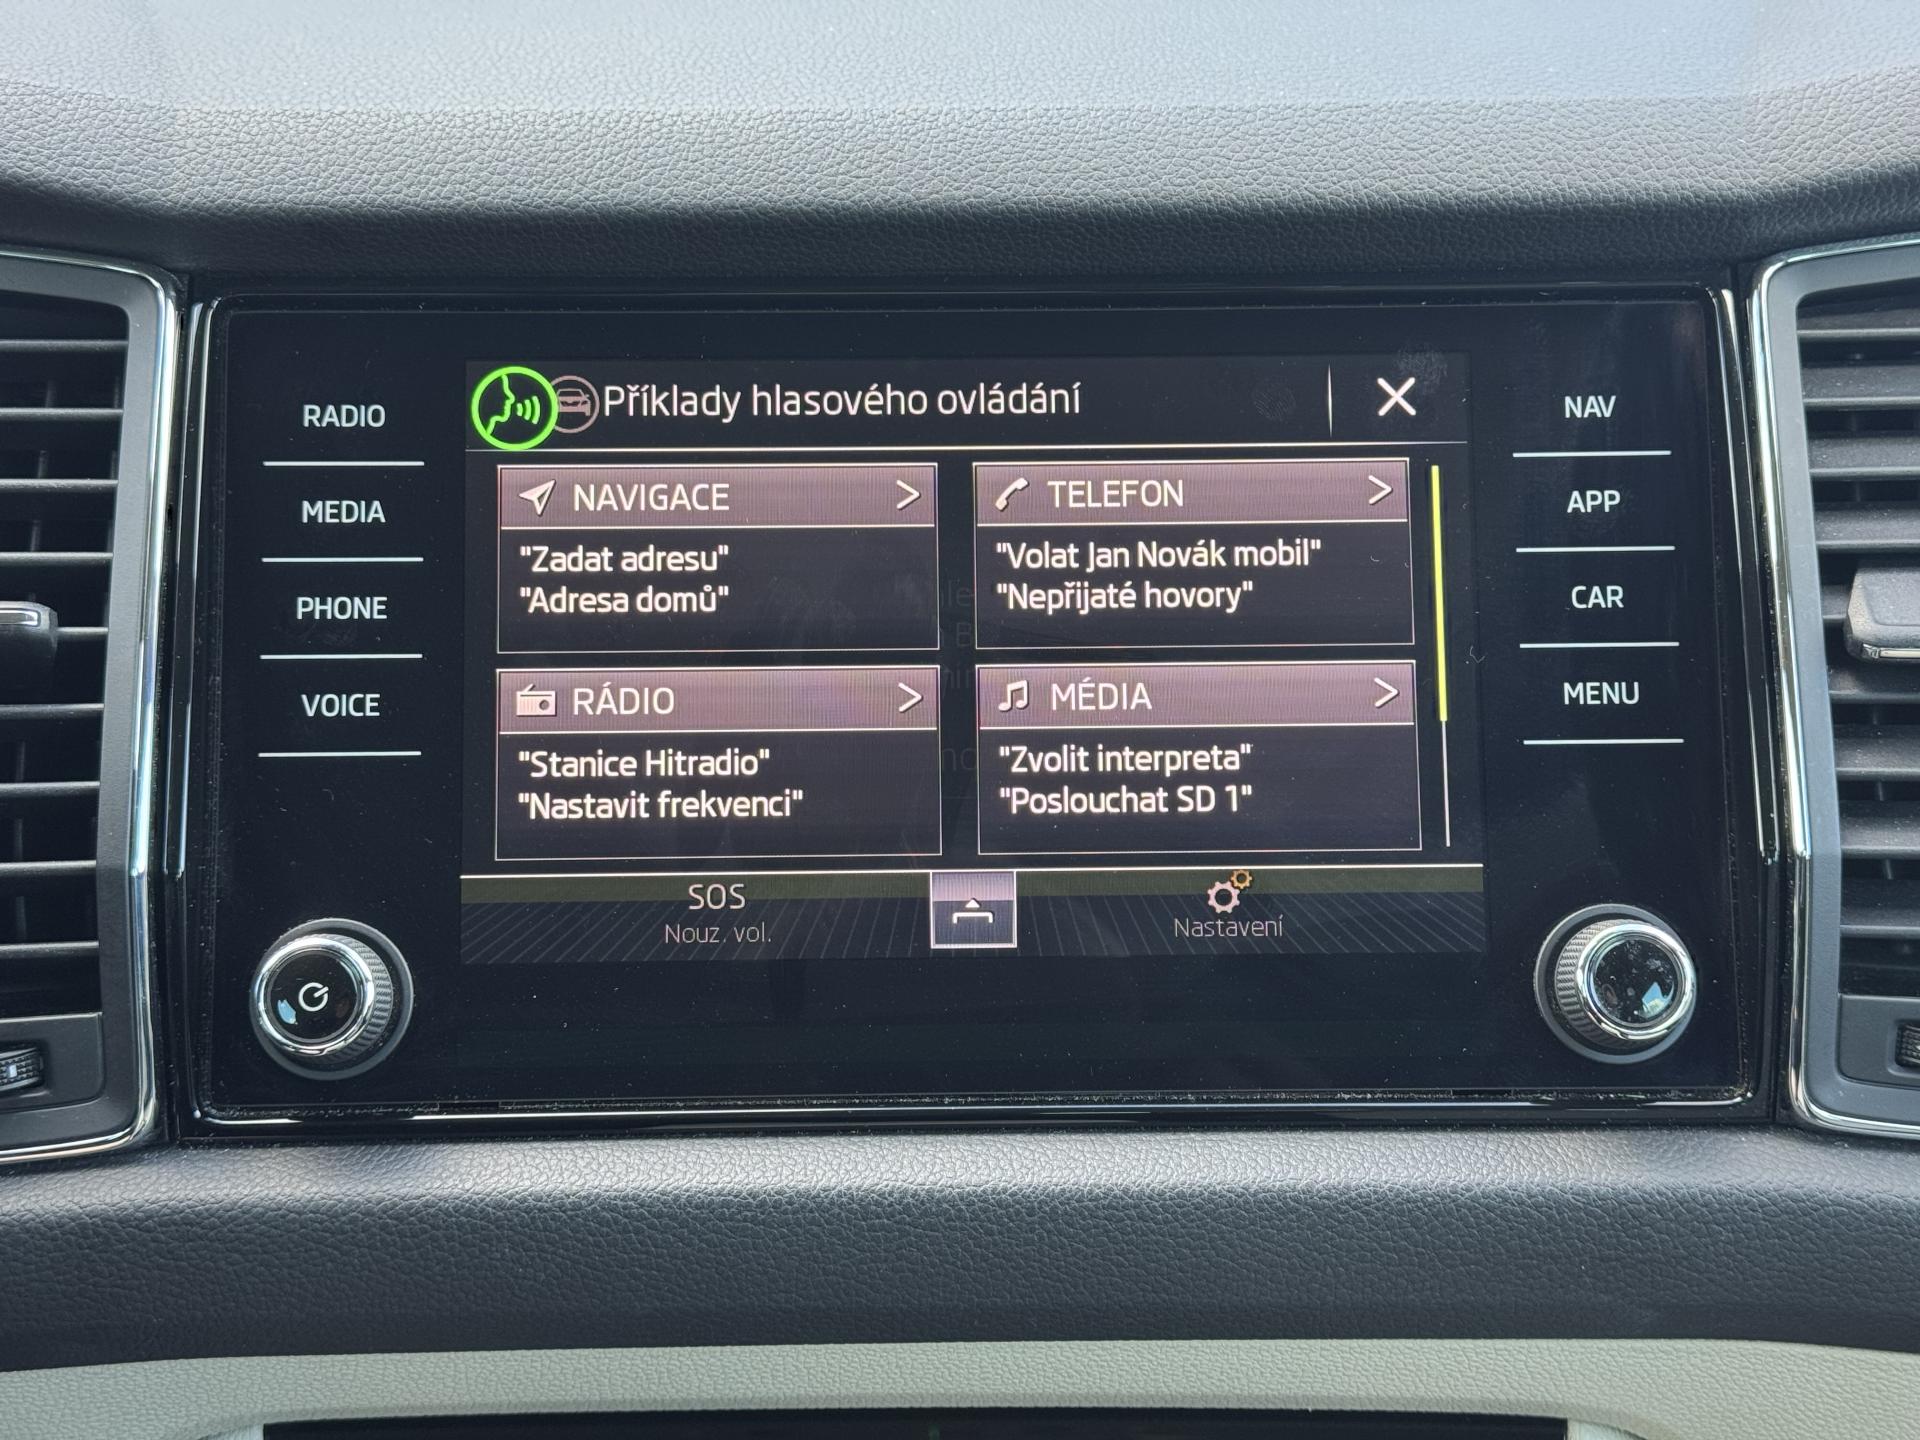 RADIO
MEDIA
PHONE
VOICE
Příklady hlasového ovládání
NAVIGACE
"Zadat adresu"
"Adresa domů"
TELEFON
"Volat Jan Novák mobil"
"Nepřijaté hovory"
RÁDIO
"Stanice Hitradio"
"Nastavit frekvenci"
MÉDIA
"Zvolit interpreta"
"Poslouchat SD 1"
SOS
Nouz. vol.
Nastavení
NAV
APP
CAR
MENU